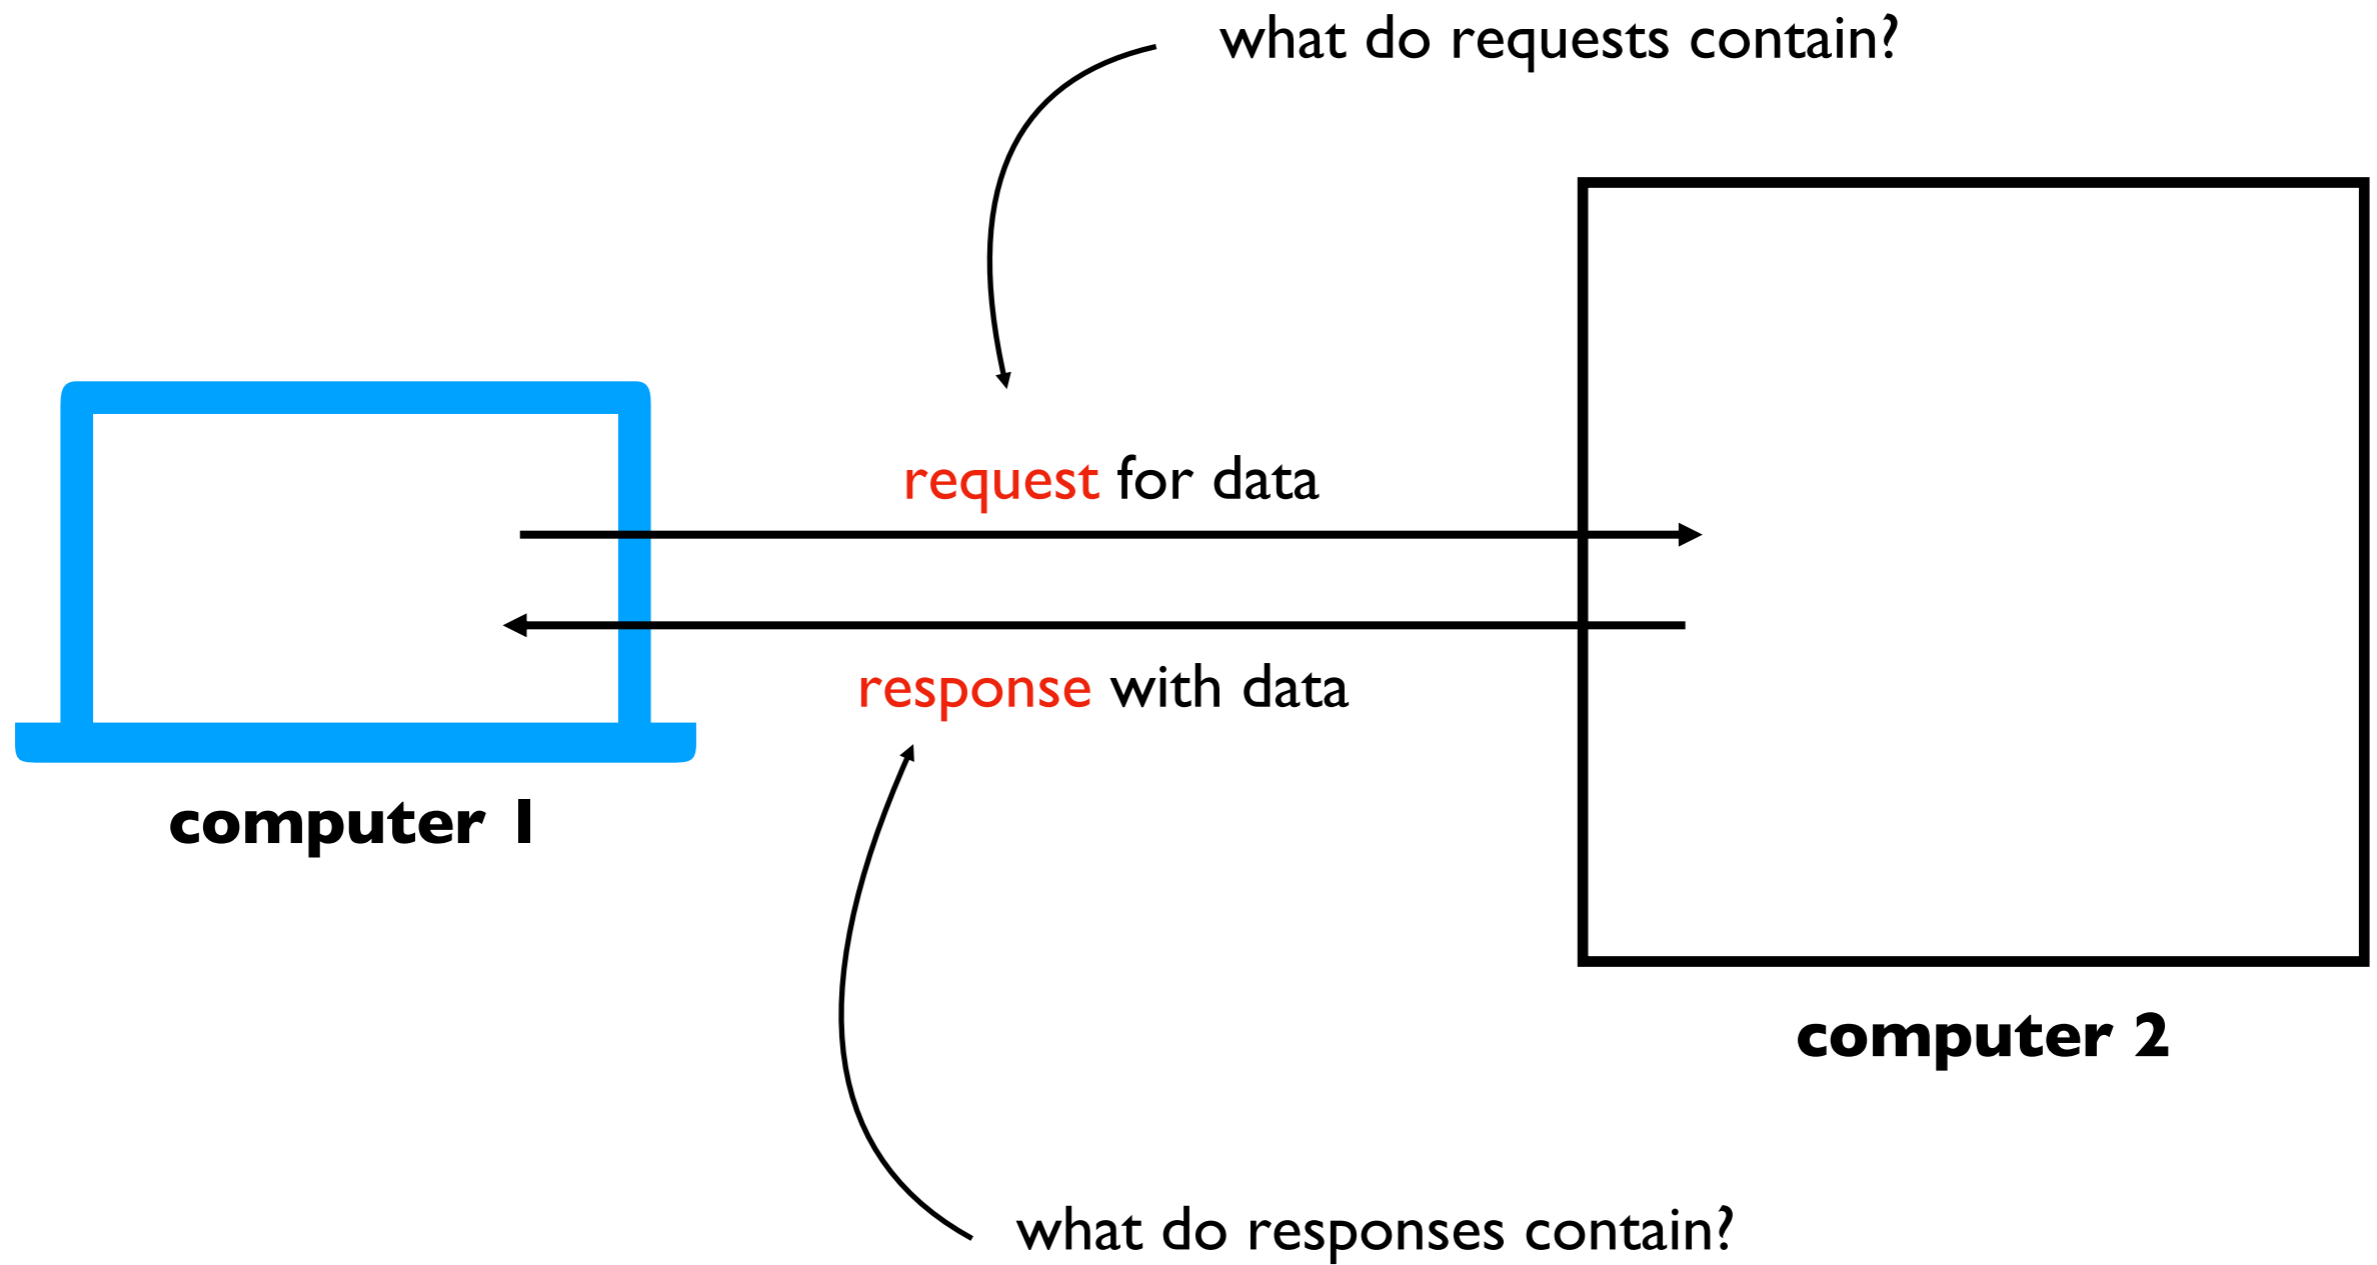 what do requests contain?
request for data
response with data
computer 1
computer 2
what do responses contain?